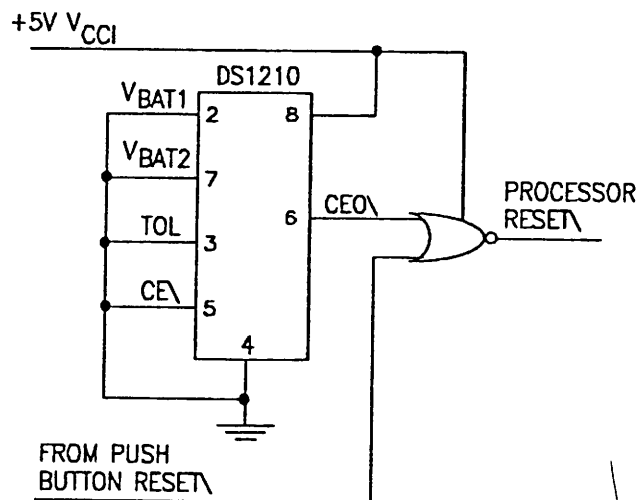 +5V VCCI
DS1210
VBAT1
2
8
VBAT2
7
CEO\
6
PROCESSOR
RESET\
TOL
3
CE\
5
4
FROM PUSH
BUTTON RESET\